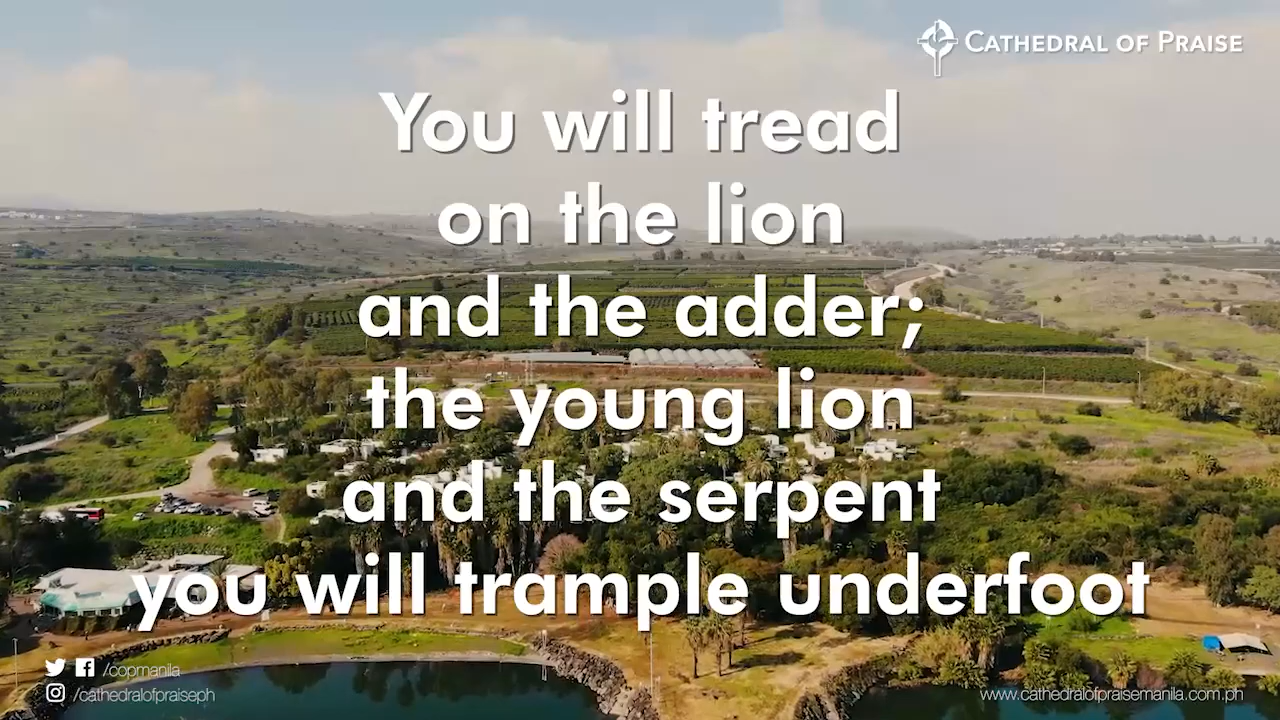 CATHEDRAL OF PRAISE
You will tread
on the lion
and the adder;
the young lion
and the serpent
you will trample underfoot
/copmanila
/cathedralofpraiseph
www.cathedralofpraisemanila.com.ph